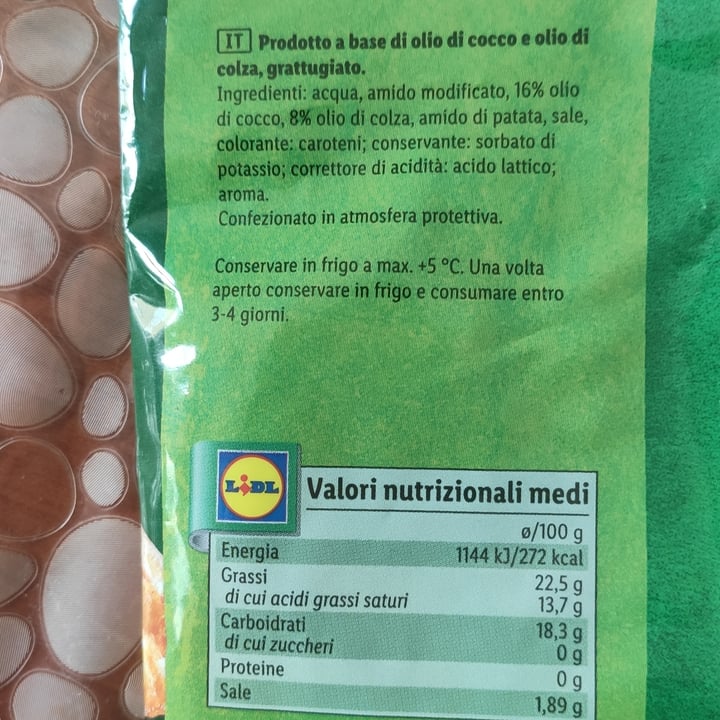 IT Prodotto a base di olio di cocco e olio di
colza, grattugiato.
Ingredienti: acqua, amido modificato, 16% olio
di cocco, 8% olio di colza, amido di patata, sale,
colorante: caroteni; conservante: sorbato di
potassio; correttore di acidità: acido lattico;
aroma.
Confezionato in atmosfera protettiva.
Conservare in frigo a max. +5 °C. Una volta
aperto conservare in frigo e consumare entro
3-4 giorni.
LiDL
Valori nutrizionali medi
ø/100 g
Energia 1144 kJ/272 kcal
Grassi 22,5 g
di cui acidi grassi saturi 13,7 g
Carboidrati 18,3 g
di cui zuccheri 0 g
Proteine 0 g
Sale 1,89 g